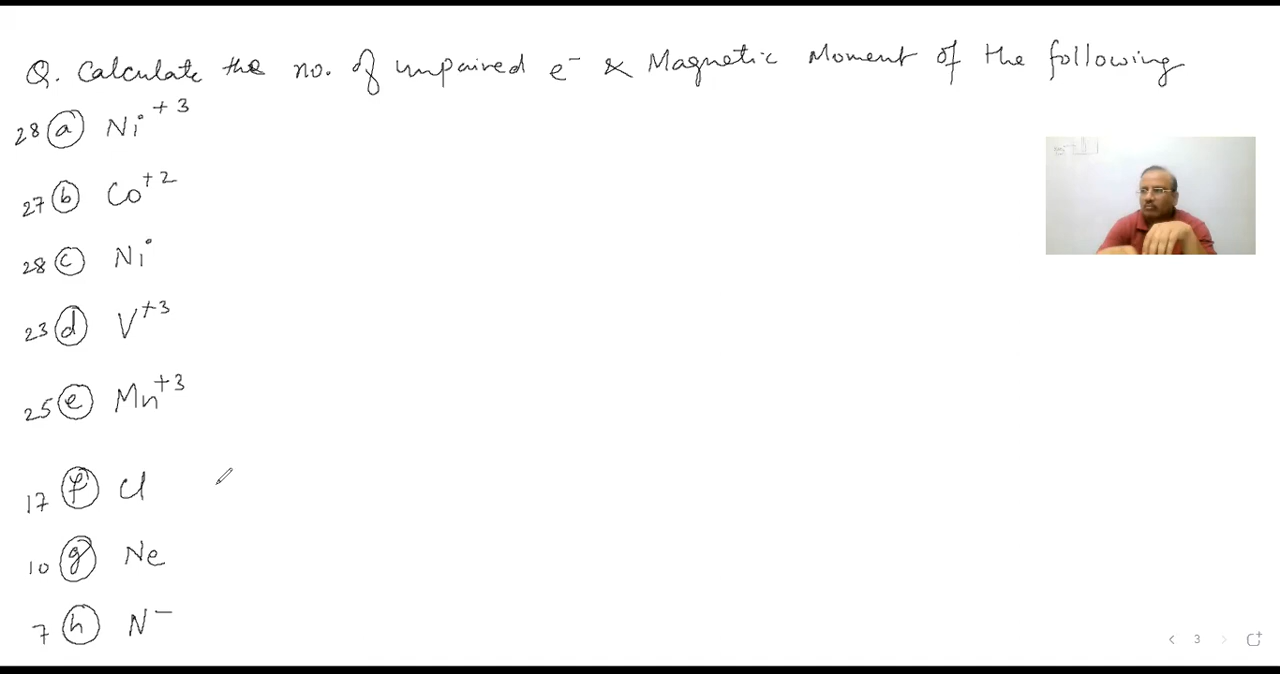 Q. Calculate the no. of unpaired e⁻ & Magnetic Moment of the following
28 (a) Ni⁺³
27 (b) Co⁺²
28 (c) Ni
23 (d) V⁺³
25 (e) Mn⁺³
17 (f) Cl
10 (g) Ne
7 (h) N⁻
< 3 >